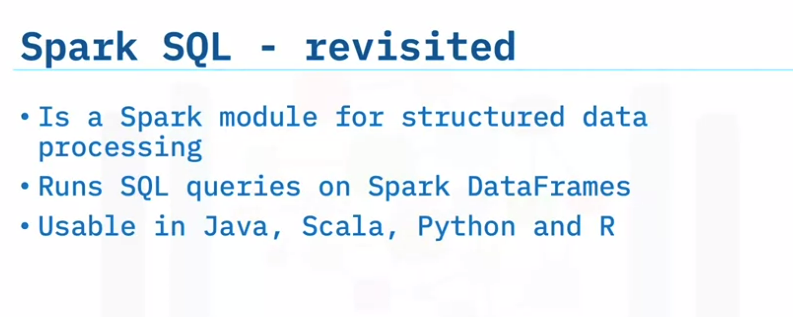 Spark SQL - revisited
• Is a Spark module for structured data
processing
• Runs SQL queries on Spark DataFrames
• Usable in Java, Scala, Python and R